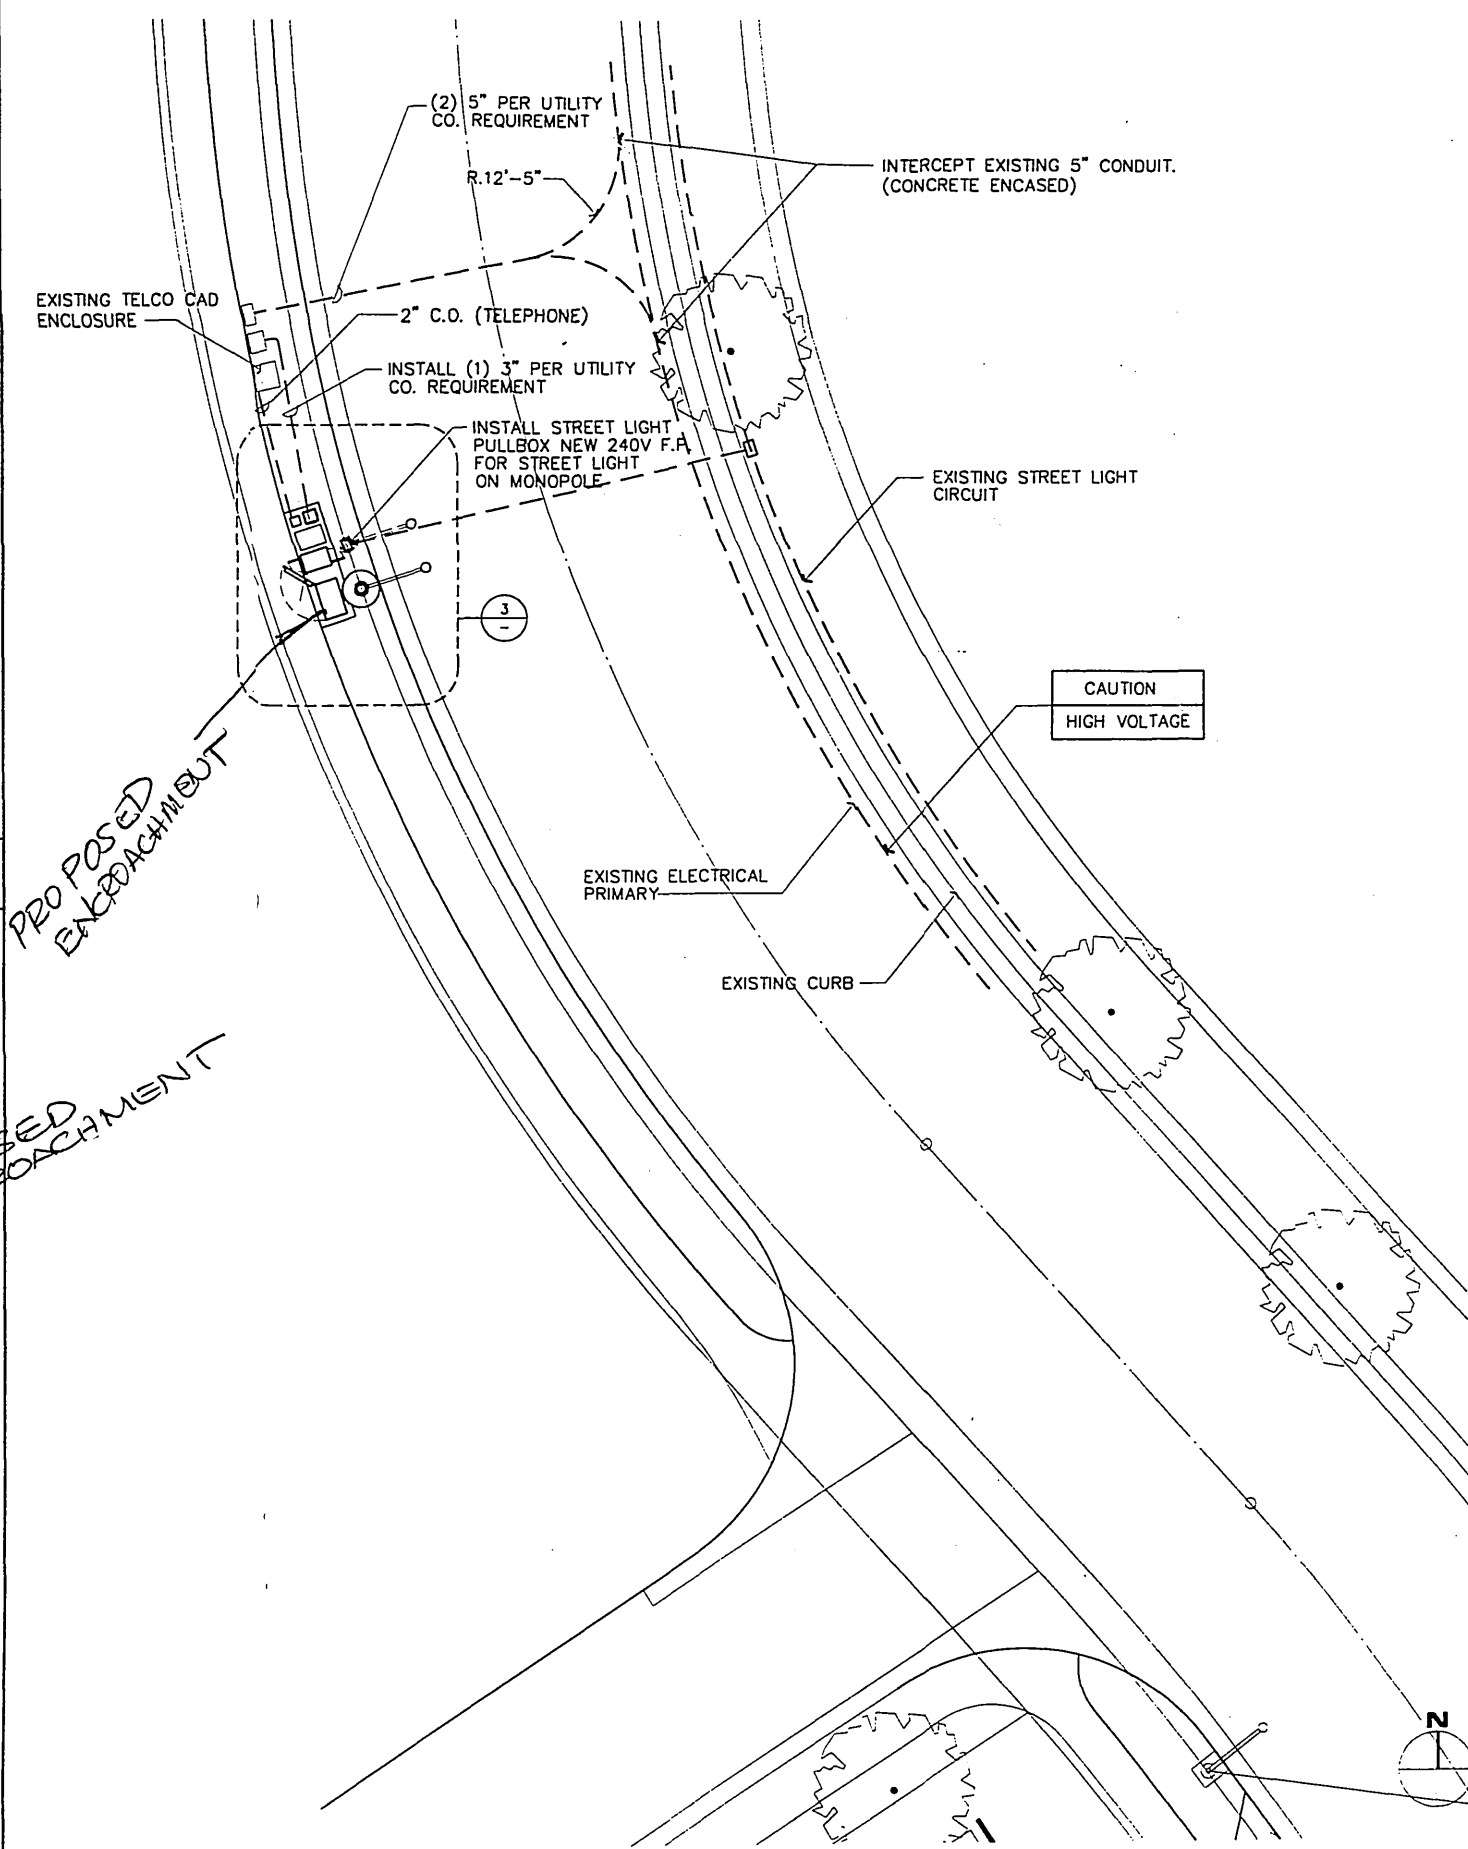 (2) 5" PER UTILITY
CO. REQUIREMENT
R.12'-5"
INTERCEPT EXISTING 5" CONDUIT.
(CONCRETE ENCASED)
EXISTING TELCO CAD
ENCLOSURE
2" C.O. (TELEPHONE)
INSTALL (1) 3" PER UTILITY
CO. REQUIREMENT
INSTALL STREET LIGHT
PULLBOX NEW 240V F.P.
FOR STREET LIGHT
ON MONOPOLE
EXISTING STREET LIGHT
CIRCUIT
3
-
CAUTION
HIGH VOLTAGE
PROPOSED
ENCROACHMENT
EXISTING ELECTRICAL
PRIMARY
EXISTING CURB
SED
OACHMENT
N